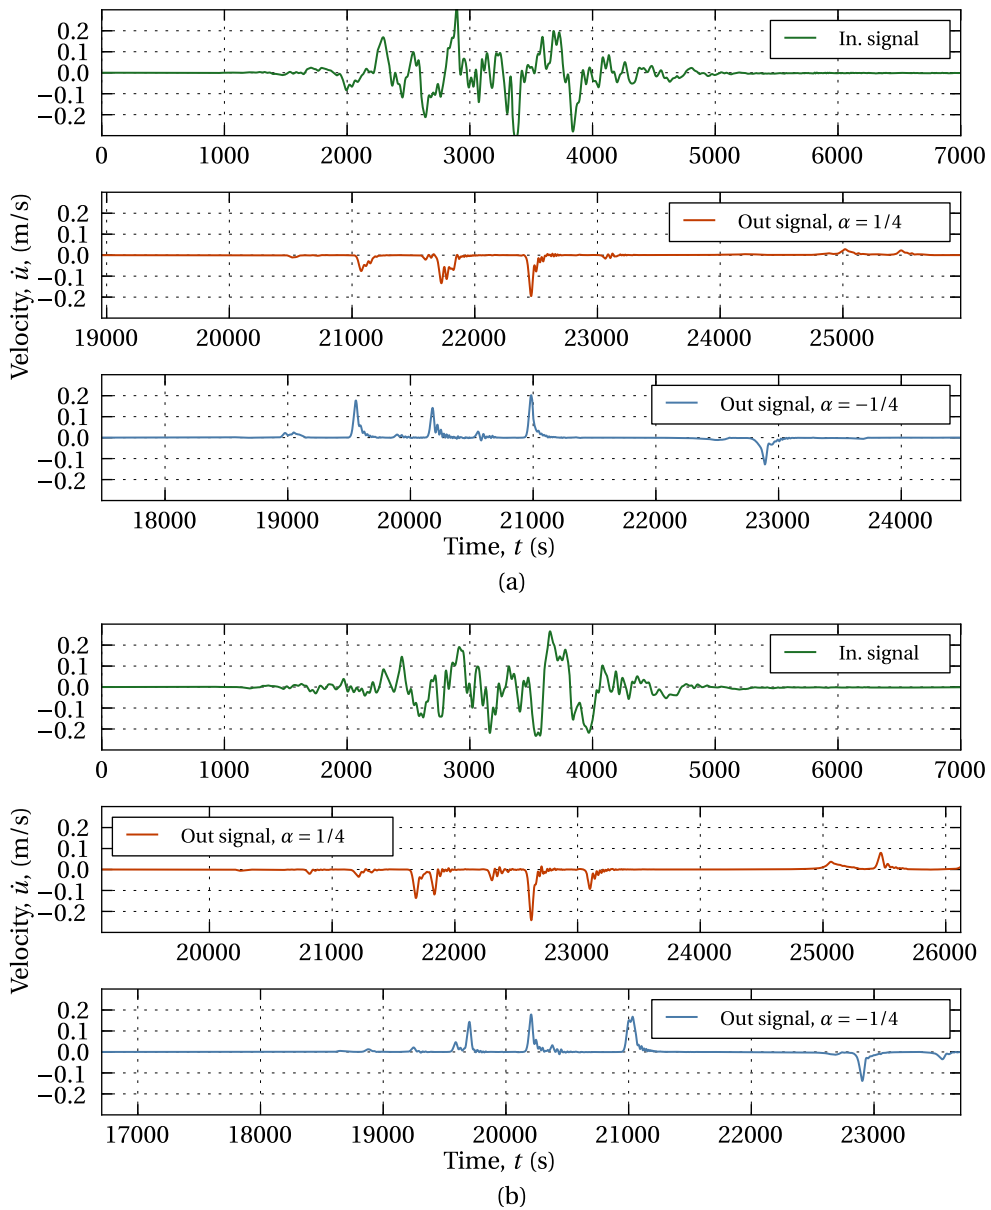 0.2
0.1
0.0
−0.1
−0.2
In. signal
0 1000 2000 3000 4000 5000 6000 7000
0.2
0.1
0.0
−0.1
−0.2
Out signal, α = 1/4
19000 20000 21000 22000 23000 24000 25000
Velocity, u̇, (m/s)
0.2
0.1
0.0
−0.1
−0.2
Out signal, α = −1/4
18000 19000 20000 21000 22000 23000 24000
Time, t (s)
(a)
0.2
0.1
0.0
−0.1
−0.2
In. signal
0 1000 2000 3000 4000 5000 6000 7000
0.2
0.1
0.0
−0.1
−0.2
Out signal, α = 1/4
20000 21000 22000 23000 24000 25000 26000
Velocity, u̇, (m/s)
0.2
0.1
0.0
−0.1
−0.2
Out signal, α = −1/4
17000 18000 19000 20000 21000 22000 23000
Time, t (s)
(b)